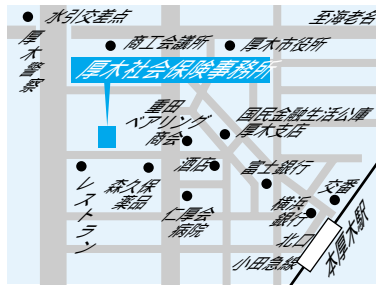 水引交差点
至海老名
厚木警察
商工会議所
厚木市役所
厚木社会保険事務所
重田
ベアリング
商会
国民金融生活公庫
厚木支店
酒店
富士銀行
レストラン
森久保
薬品
仁厚会
病院
横浜
銀行
交番
北口
本厚木駅
小田急線